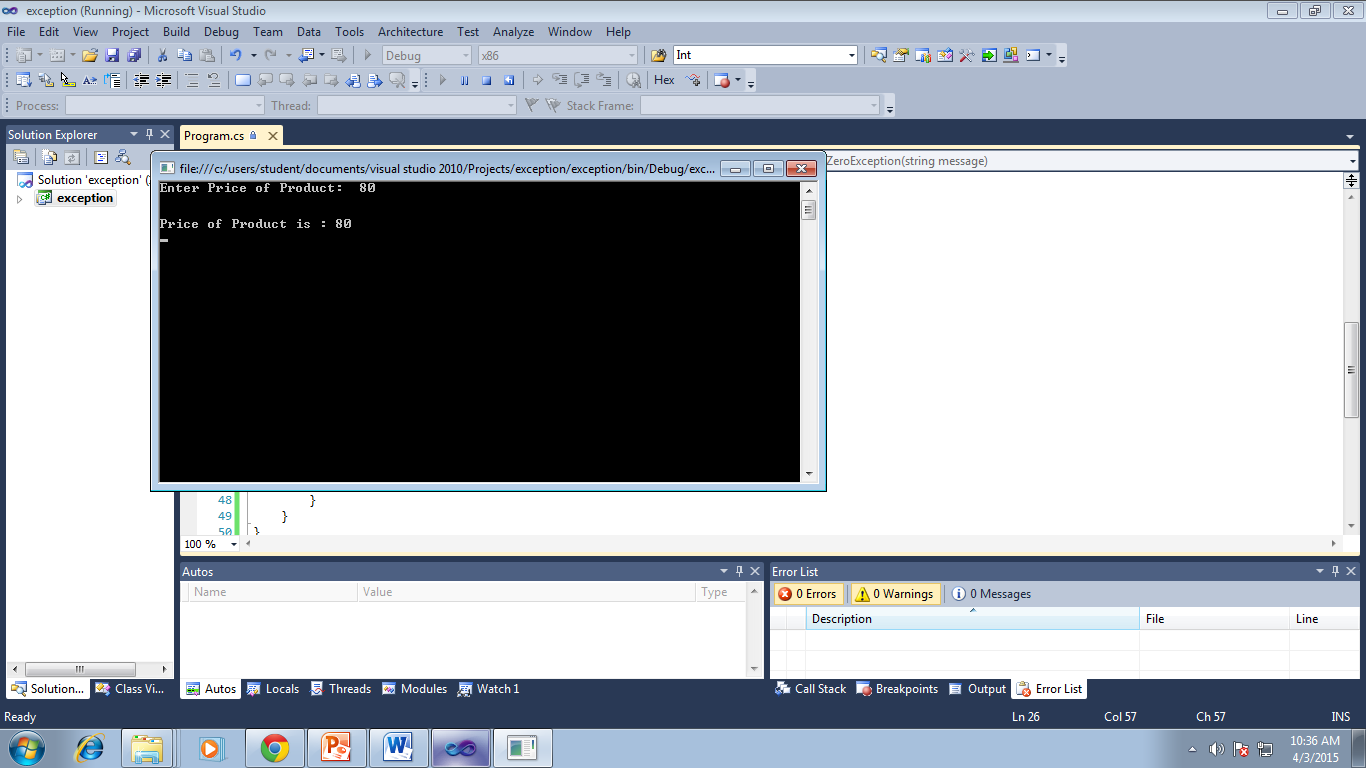 exception (Running) - Microsoft Visual Studio
File Edit View Project Build Debug Team Data Tools Architecture Test Analyze Window Help
Debug x86 Int
Hex
Process: Thread: Stack Frame:
Solution Explorer
Program.cs
Solution 'exception' (
exception
ZeroException(string message)
file:///c:/users/student/documents/visual studio 2010/Projects/exception/exception/bin/Debug/exc...
Enter Price of Product: 80
Price of Product is : 80
48 }
49 }
50 }
100 %
Autos
Name Value Type
Error List
0 Errors 0 Warnings 0 Messages
Description File Line
Solution... Class Vi...
Autos Locals Threads Modules Watch 1
Call Stack Breakpoints Output Error List
Ready Ln 26 Col 57 Ch 57 INS
10:36 AM
4/3/2015